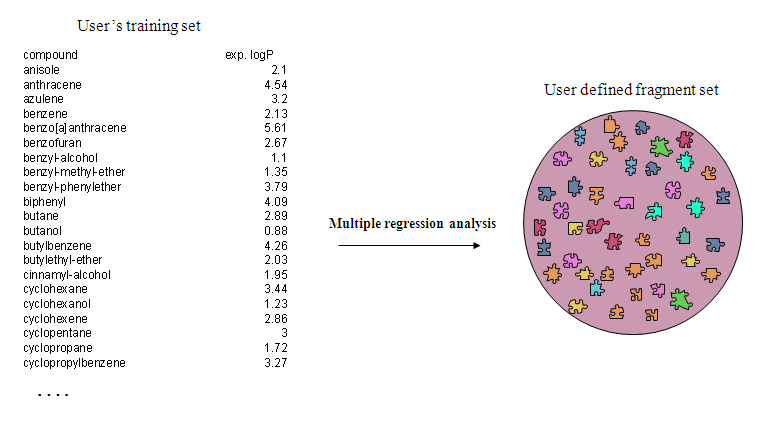 User's training set
compound exp. logP
anisole 2.1
anthracene 4.54
azulene 3.2
benzene 2.13
benzo[a]anthracene 5.61
benzofuran 2.67
benzyl-alcohol 1.1
benzyl-methyl-ether 1.35
benzyl-phenylether 3.79
biphenyl 4.09
butane 2.89
butanol 0.88
butylbenzene 4.26
butylethyl-ether 2.03
cinnamyl-alcohol 1.95
cyclohexane 3.44
cyclohexanol 1.23
cyclohexene 2.86
cyclopentane 3
cyclopropane 1.72
cyclopropylbenzene 3.27
. . . .
Multiple regression analysis
User defined fragment set